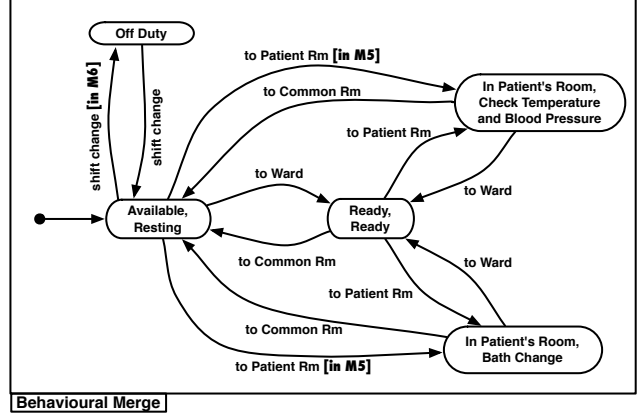 Off Duty
to Patient Rm [in M5]
to Common Rm
In Patient's Room,
Check Temperature
and Blood Pressure
shift change [in M6]
shift change
to Patient Rm
to Ward
to Ward
Available,
Resting
Ready,
Ready
to Common Rm
to Ward
to Patient Rm
to Common Rm
In Patient's Room,
Bath Change
to Patient Rm [in M5]
Behavioural Merge